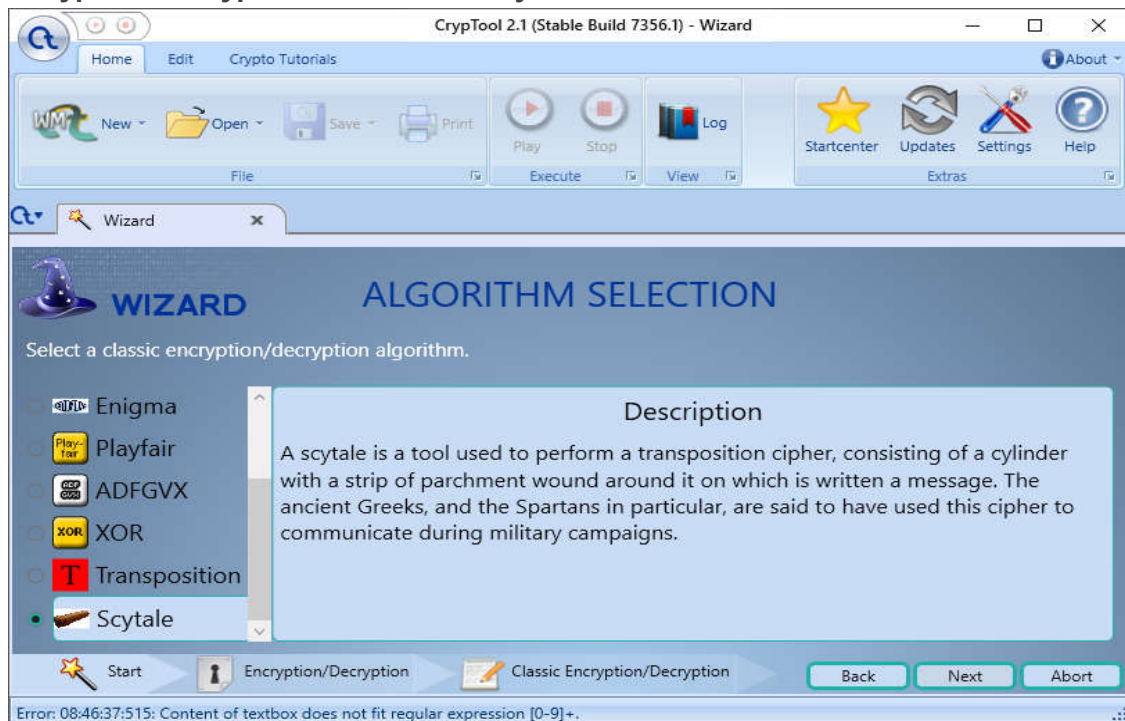 CrypTool 2.1 (Stable Build 7356.1) - Wizard
Home Edit Crypto Tutorials About
New Open Save Print Play Stop Log Startcenter Updates Settings Help
File Execute View Extras
Wizard
WIZARD ALGORITHM SELECTION
Select a classic encryption/decryption algorithm.
Enigma
Playfair
ADFGVX
XOR
Transposition
Scytale
Description
A scytale is a tool used to perform a transposition cipher, consisting of a cylinder
with a strip of parchment wound around it on which is written a message. The
ancient Greeks, and the Spartans in particular, are said to have used this cipher to
communicate during military campaigns.
Start Encryption/Decryption Classic Encryption/Decryption Back Next Abort
Error: 08:46:37:515: Content of textbox does not fit regular expression [0-9]+.